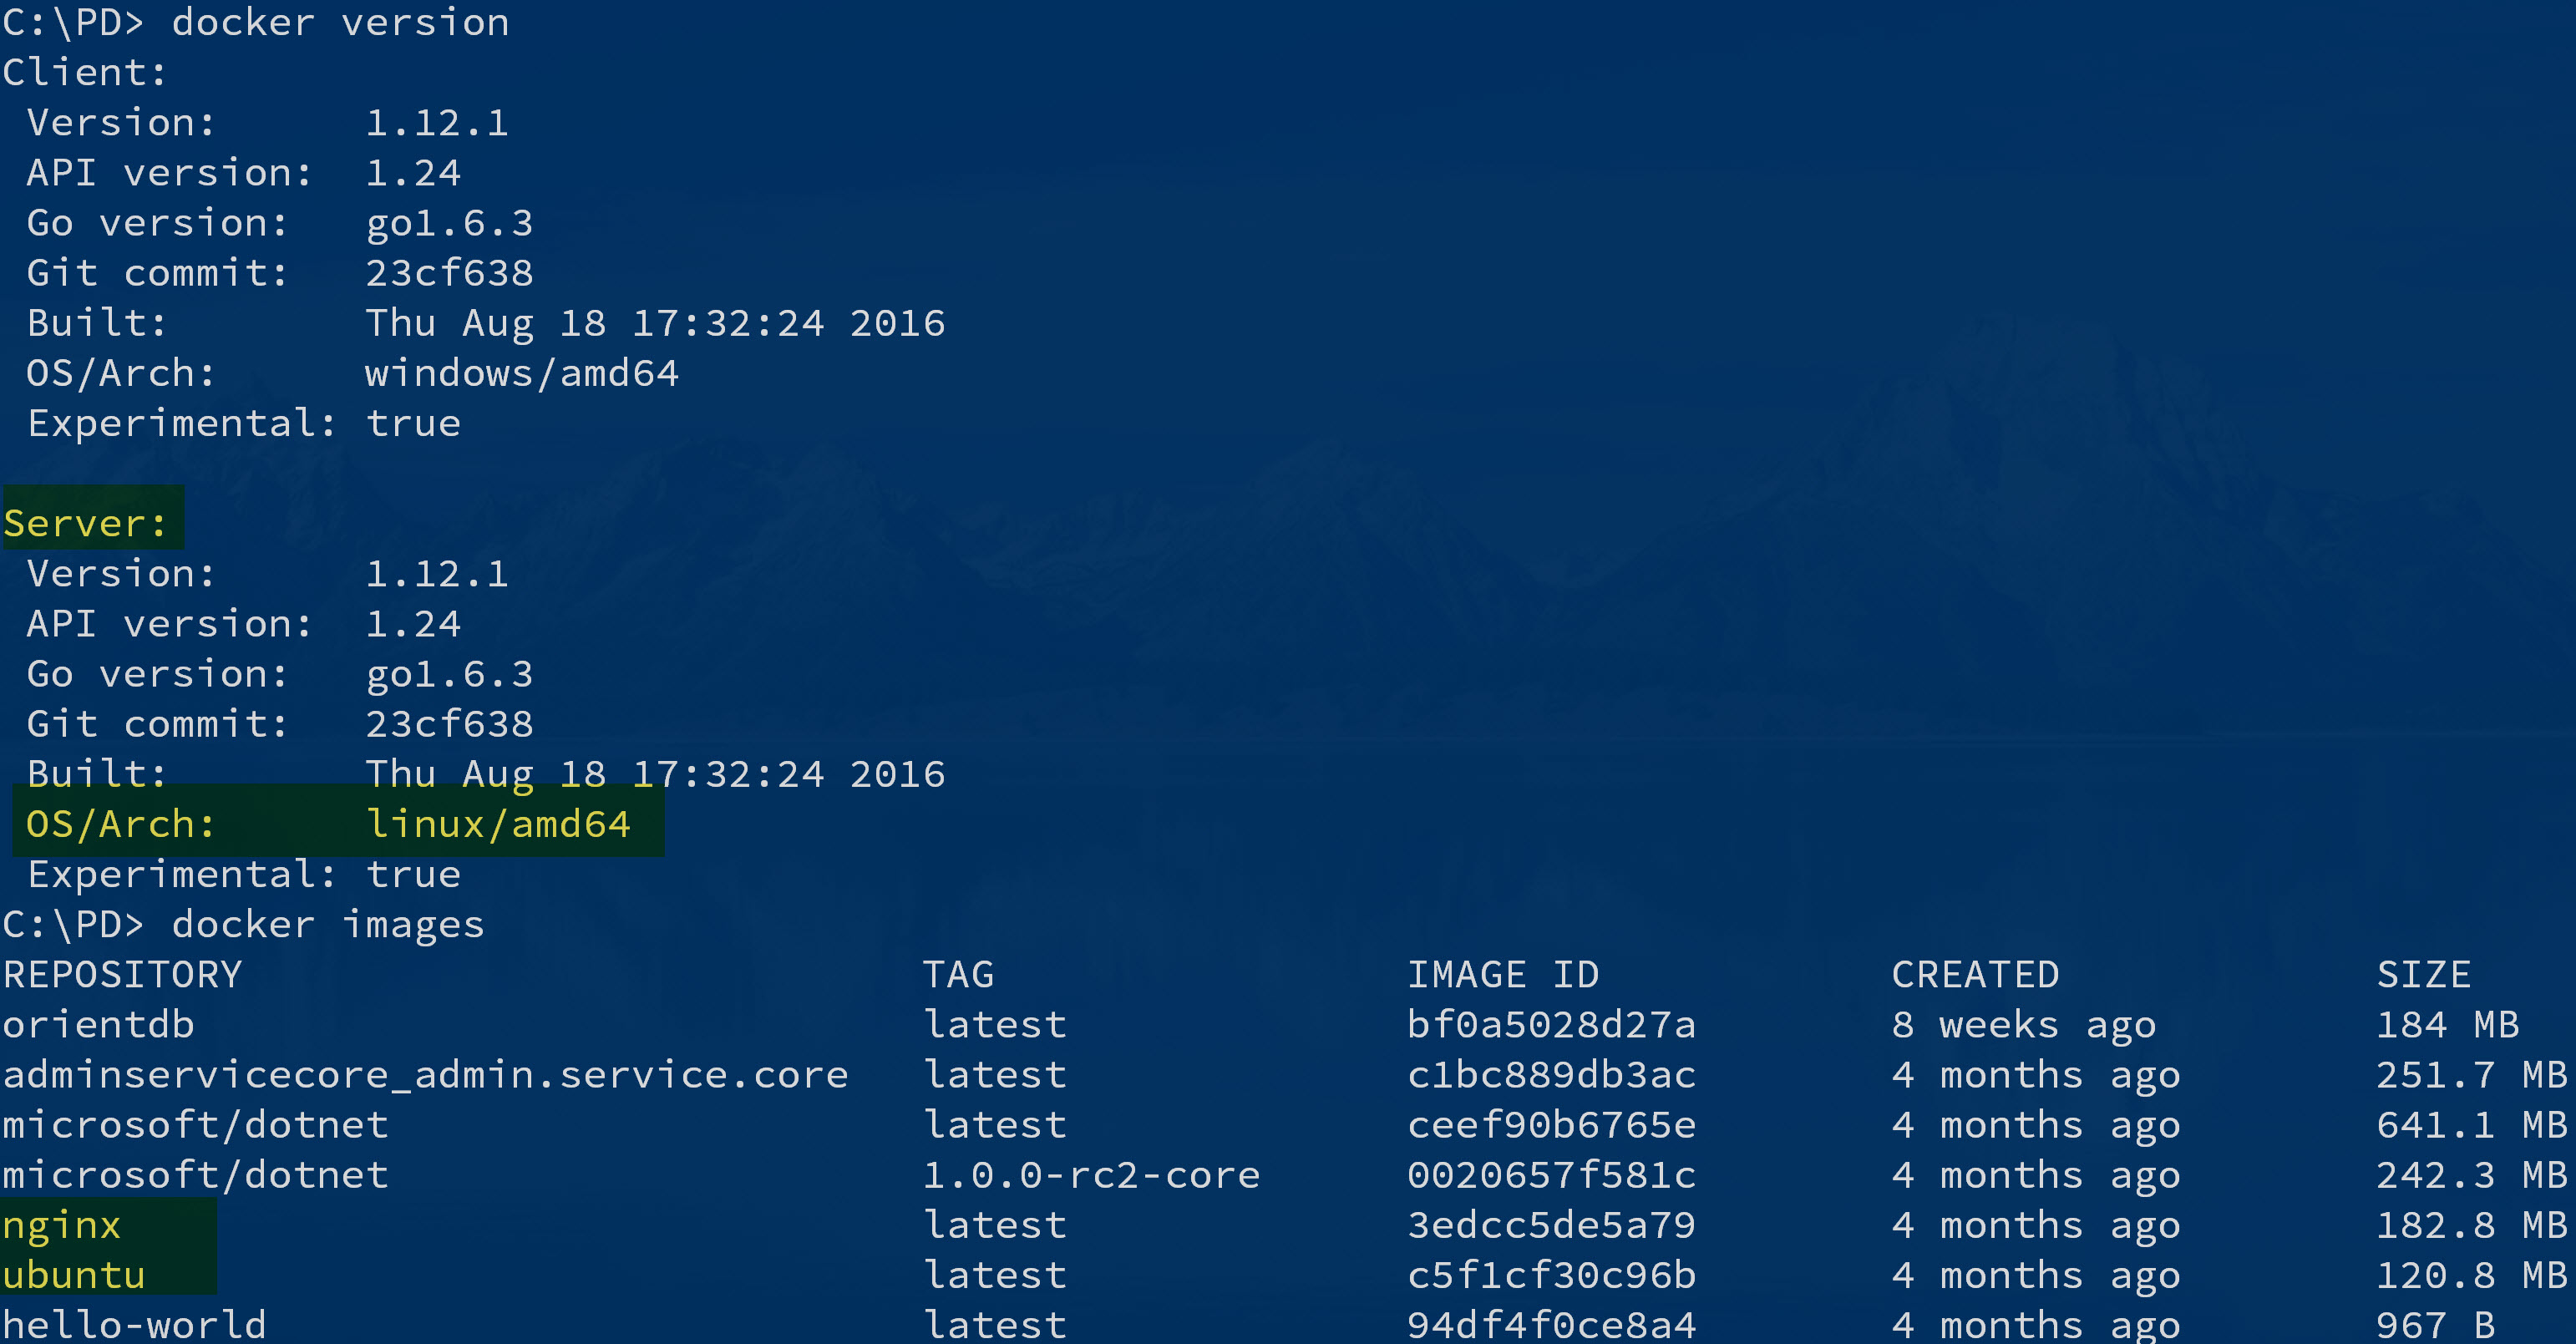 C:\PD> docker version
Client:
 Version:      1.12.1
 API version:  1.24
 Go version:   go1.6.3
 Git commit:   23cf638
 Built:        Thu Aug 18 17:32:24 2016
 OS/Arch:      windows/amd64
 Experimental: true

Server:
 Version:      1.12.1
 API version:  1.24
 Go version:   go1.6.3
 Git commit:   23cf638
 Built:        Thu Aug 18 17:32:24 2016
 OS/Arch:      linux/amd64
 Experimental: true
C:\PD> docker images
REPOSITORY                            TAG                 IMAGE ID            CREATED             SIZE
orientdb                              latest              bf0a5028d27a        8 weeks ago         184 MB
adminservicecore_admin.service.core   latest              c1bc889db3ac        4 months ago        251.7 MB
microsoft/dotnet                      latest              ceef90b6765e        4 months ago        641.1 MB
microsoft/dotnet                      1.0.0-rc2-core      0020657f581c        4 months ago        242.3 MB
nginx                                 latest              3edcc5de5a79        4 months ago        182.8 MB
ubuntu                                latest              c5f1cf30c96b        4 months ago        120.8 MB
hello-world                           latest              94df4f0ce8a4        4 months ago        967 B